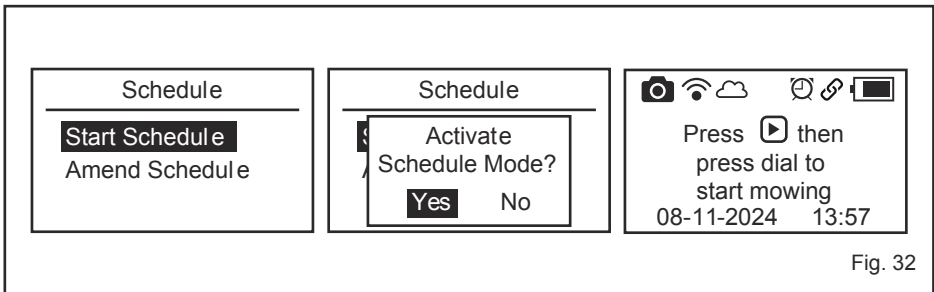 Schedule
Start Schedule
Amend Schedule
Schedule
Activate
Schedule Mode?
Yes No
Press then
press dial to
start mowing
08-11-2024 13:57
Fig. 32